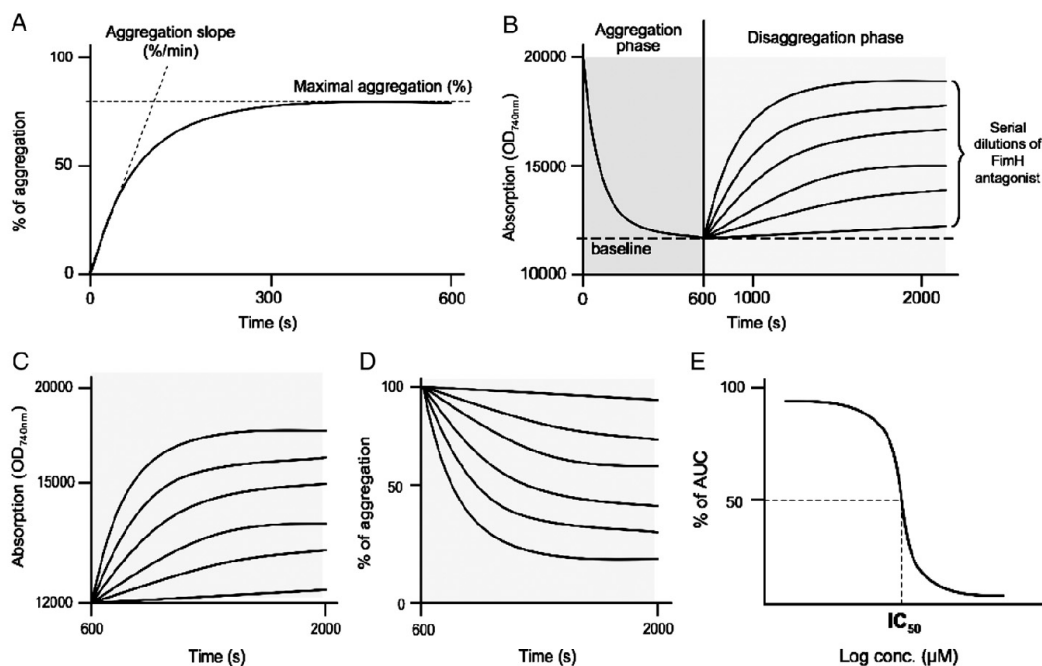 A
Aggregation slope
(%/min)
Maximal aggregation (%)
100
50
0
% of aggregation
0
300
600
Time (s)
B
Aggregation
phase
Disaggregation phase
20000
15000
10000
Absorption (OD740nm)
baseline
Serial
dilutions of
FimH
antagonist
0
600
1000
2000
Time (s)
C
20000
15000
12000
Absorption (OD740nm)
600
2000
Time (s)
D
100
50
0
% of aggregation
600
2000
Time (s)
E
100
50
% of AUC
IC50
Log conc. (µM)